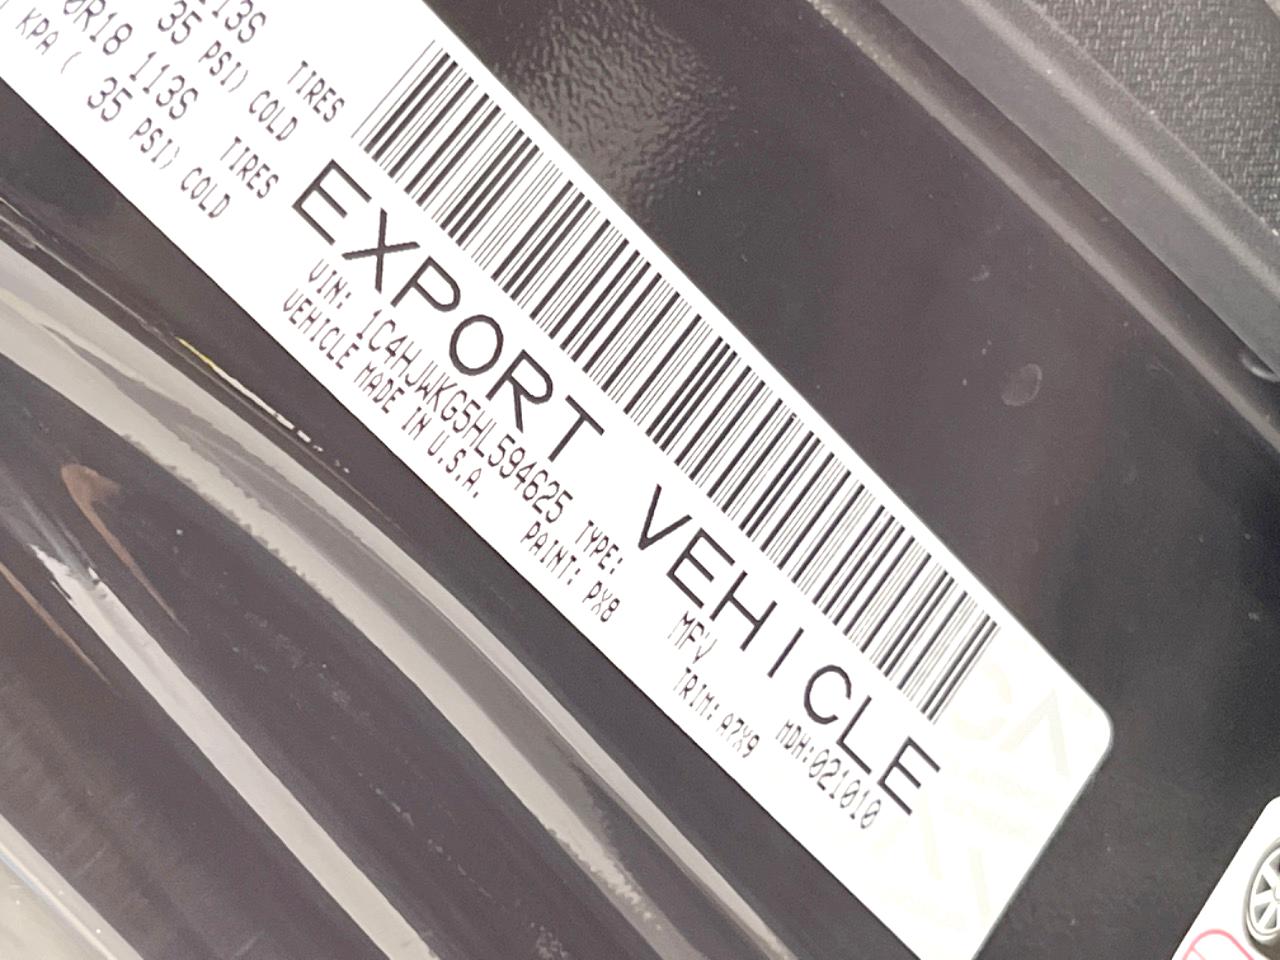 113S TIRES
35 PSI) COLD
0R18 113S TIRES
KPA ( 35 PSI) COLD
EXPORT VEHICLE
VIN: 1C4HJWKG5HL594625 TYPE: MPV MDH:021010
VEHICLE MADE IN U.S.A. PAINT: PX8 TRIM: A7X9